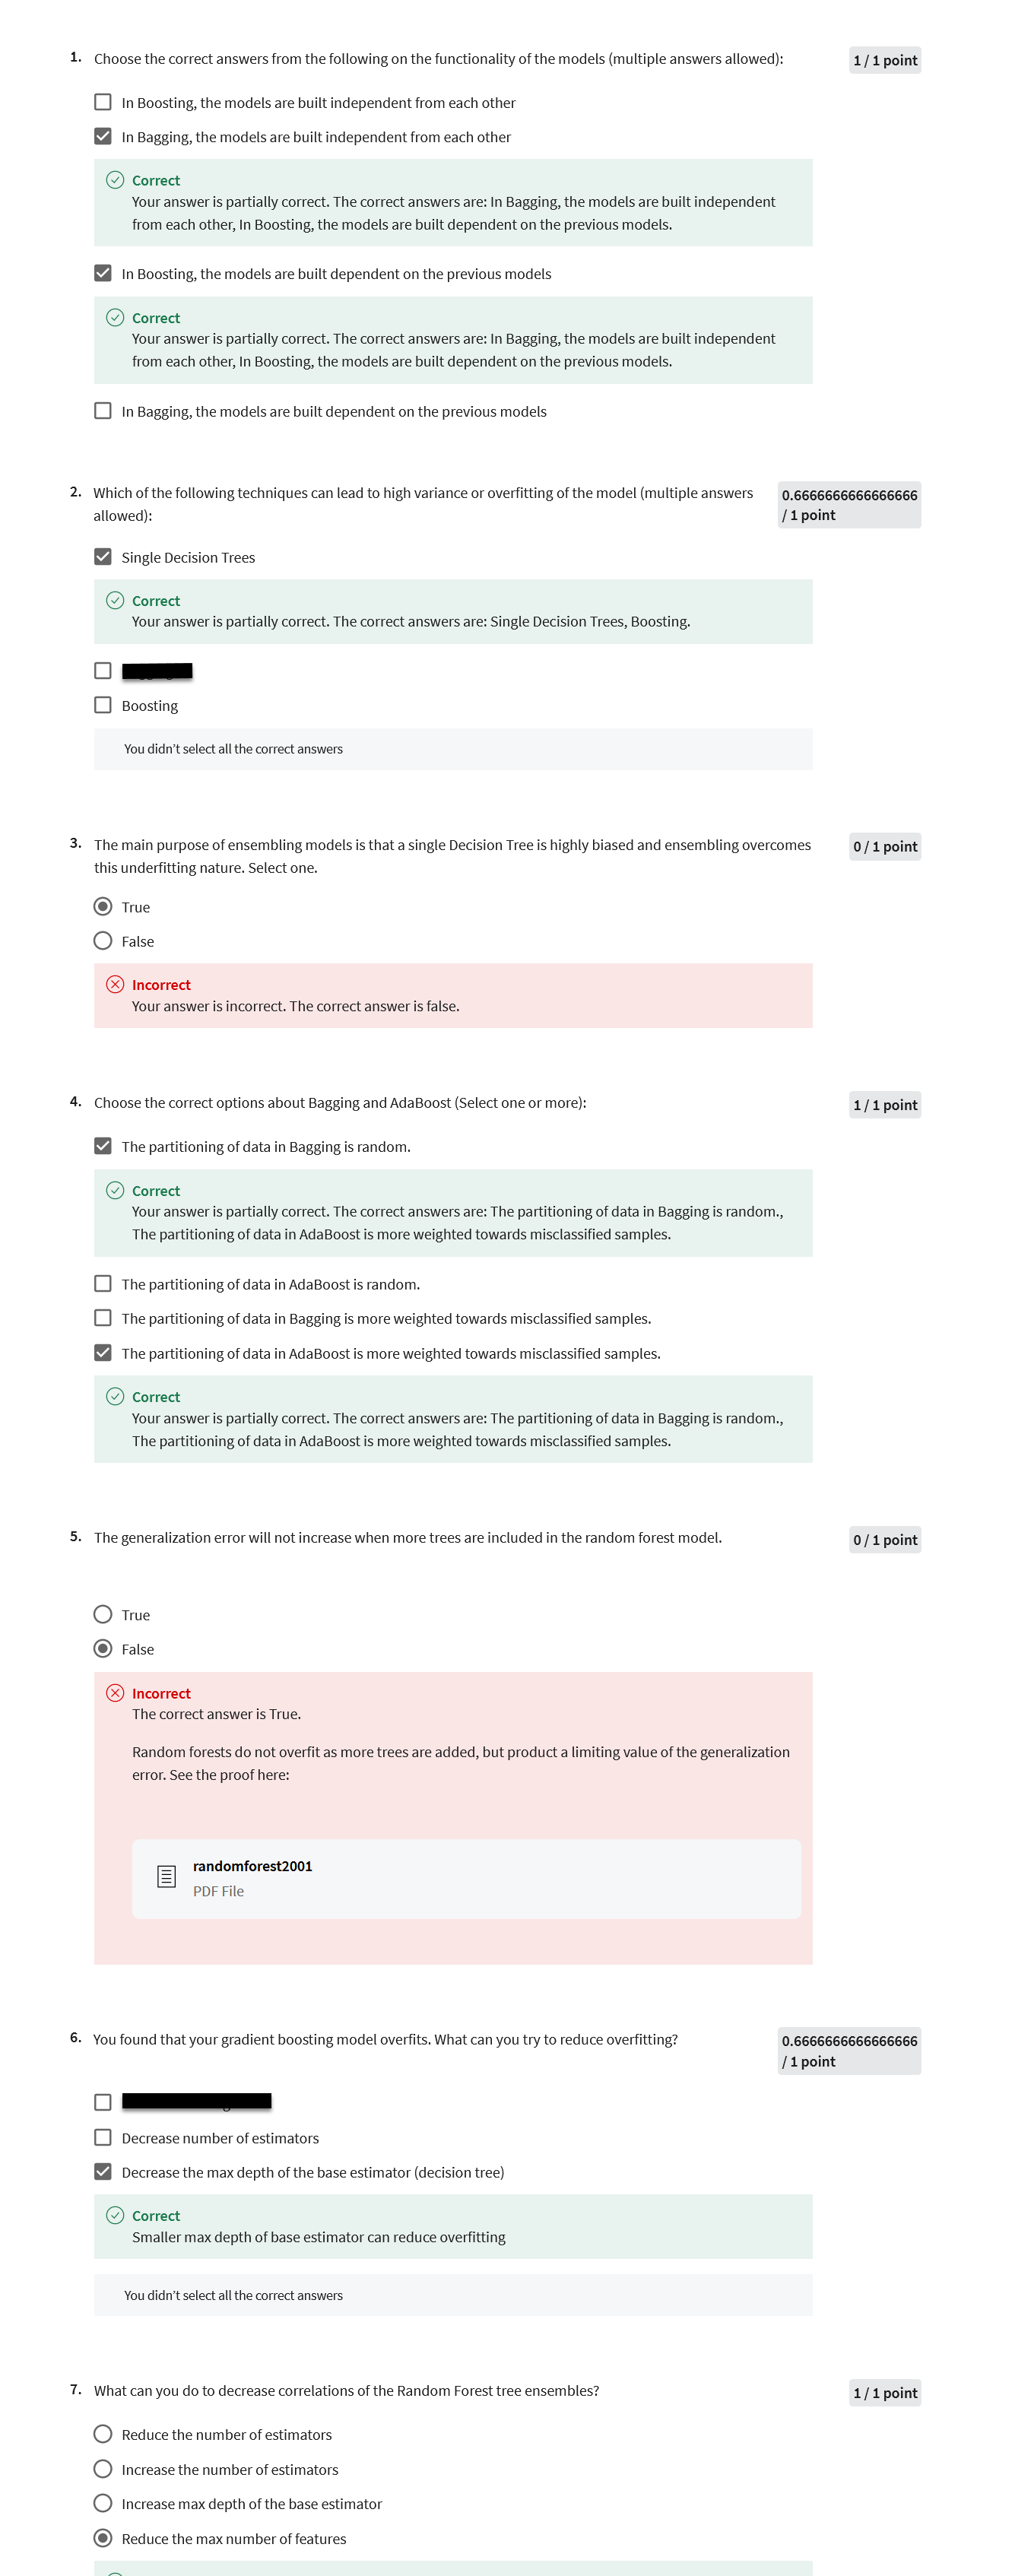 1. Choose the correct answers from the following on the functionality of the models (multiple answers allowed):
1 / 1 point
In Boosting, the models are built independent from each other
In Bagging, the models are built independent from each other
Correct
Your answer is partially correct. The correct answers are: In Bagging, the models are built independent
from each other, In Boosting, the models are built dependent on the previous models.
In Boosting, the models are built dependent on the previous models
Correct
Your answer is partially correct. The correct answers are: In Bagging, the models are built independent
from each other, In Boosting, the models are built dependent on the previous models.
In Bagging, the models are built dependent on the previous models
2. Which of the following techniques can lead to high variance or overfitting of the model (multiple answers
allowed):
0.6666666666666666
/ 1 point
Single Decision Trees
Correct
Your answer is partially correct. The correct answers are: Single Decision Trees, Boosting.
Boosting
You didn't select all the correct answers
3. The main purpose of ensembling models is that a single Decision Tree is highly biased and ensembling overcomes
this underfitting nature. Select one.
0 / 1 point
True
False
Incorrect
Your answer is incorrect. The correct answer is false.
4. Choose the correct options about Bagging and AdaBoost (Select one or more):
1 / 1 point
The partitioning of data in Bagging is random.
Correct
Your answer is partially correct. The correct answers are: The partitioning of data in Bagging is random.,
The partitioning of data in AdaBoost is more weighted towards misclassified samples.
The partitioning of data in AdaBoost is random.
The partitioning of data in Bagging is more weighted towards misclassified samples.
The partitioning of data in AdaBoost is more weighted towards misclassified samples.
Correct
Your answer is partially correct. The correct answers are: The partitioning of data in Bagging is random.,
The partitioning of data in AdaBoost is more weighted towards misclassified samples.
5. The generalization error will not increase when more trees are included in the random forest model.
0 / 1 point
True
False
Incorrect
The correct answer is True.
Random forests do not overfit as more trees are added, but product a limiting value of the generalization
error. See the proof here:
randomforest2001
PDF File
6. You found that your gradient boosting model overfits. What can you try to reduce overfitting?
0.6666666666666666
/ 1 point
Decrease number of estimators
Decrease the max depth of the base estimator (decision tree)
Correct
Smaller max depth of base estimator can reduce overfitting
You didn't select all the correct answers
7. What can you do to decrease correlations of the Random Forest tree ensembles?
1 / 1 point
Reduce the number of estimators
Increase the number of estimators
Increase max depth of the base estimator
Reduce the max number of features